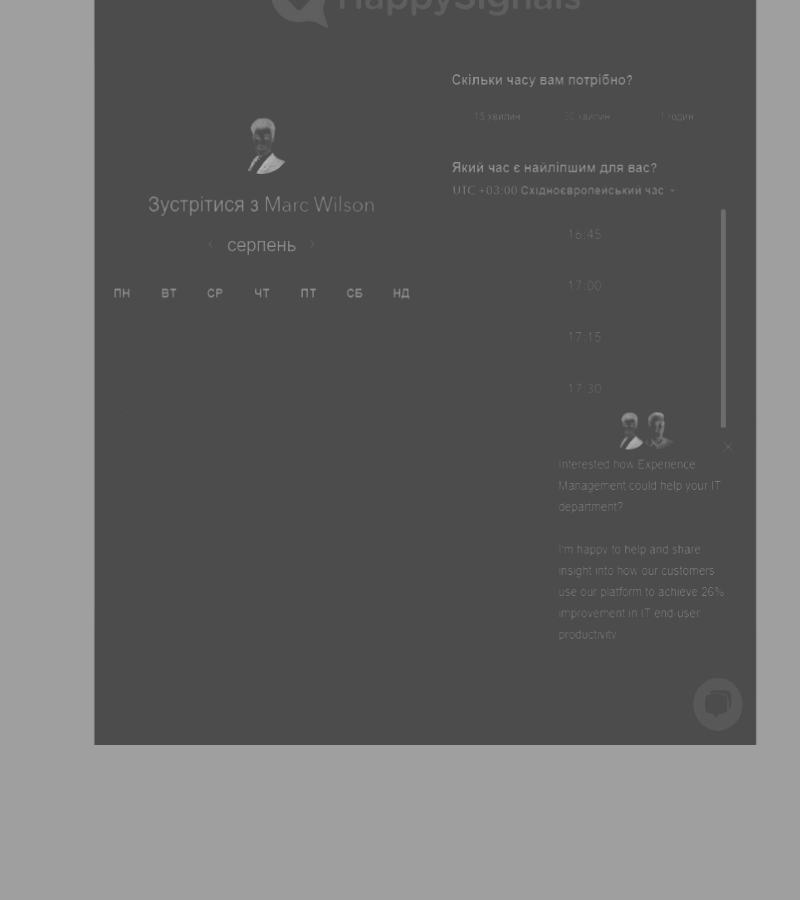 HappySignals
Зустрітися з Marc Wilson
серпень
ПН ВТ СР ЧТ ПТ СБ НД
Скільки часу вам потрібно?
15 хвилин 30 хвилин 1 годин
Який час є найліпшим для вас?
UTC +03:00 Східноєвропейський час
16:45
17:00
17:15
17:30
Interested how Experience
Management could help your IT
department?
I'm happy to help and share
insight into how our customers
use our platform to achieve 26%
improvement in IT end-user
productivity